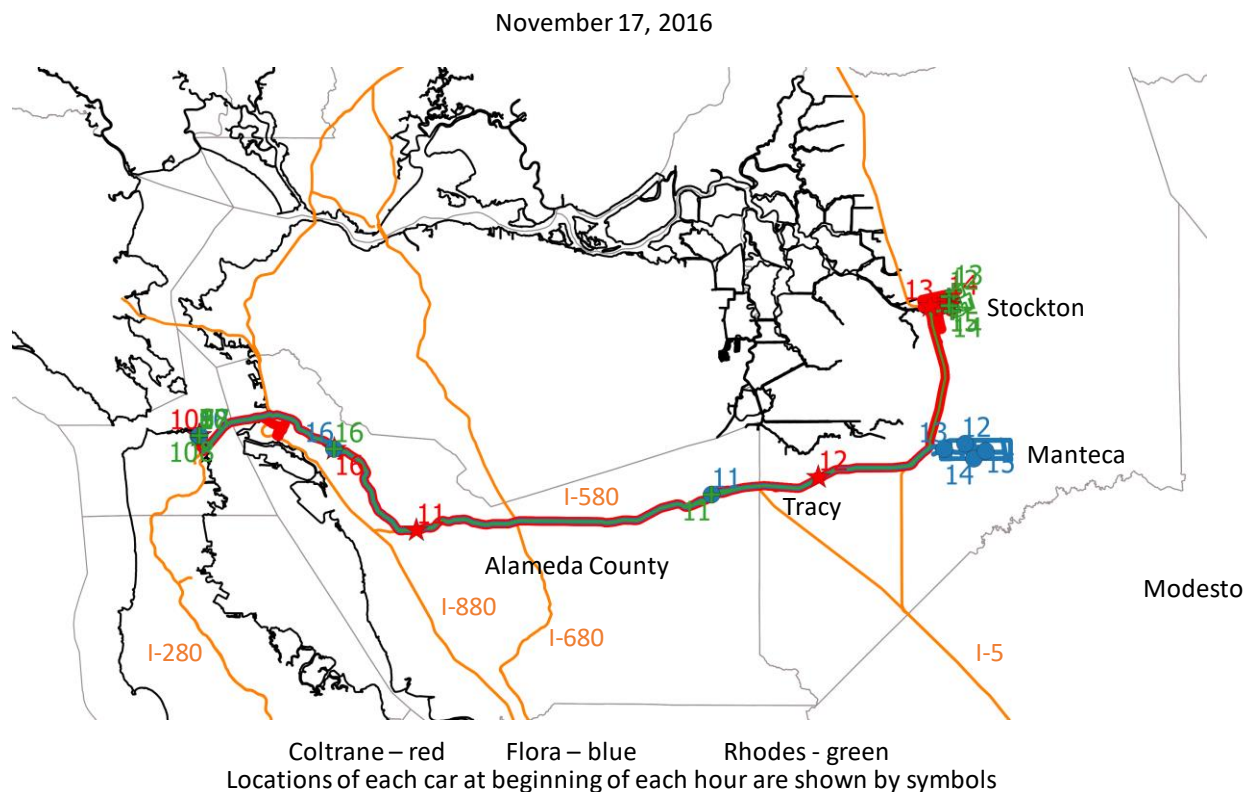 November 17, 2016
13
13
Stockton
14
10
16
16
10
16
13
12
15
14
Manteca
12
11
I-580
11
Tracy
11
Alameda County
Modesto
I-880
I-680
I-280
I-5
Coltrane – red Flora – blue Rhodes - green
Locations of each car at beginning of each hour are shown by symbols